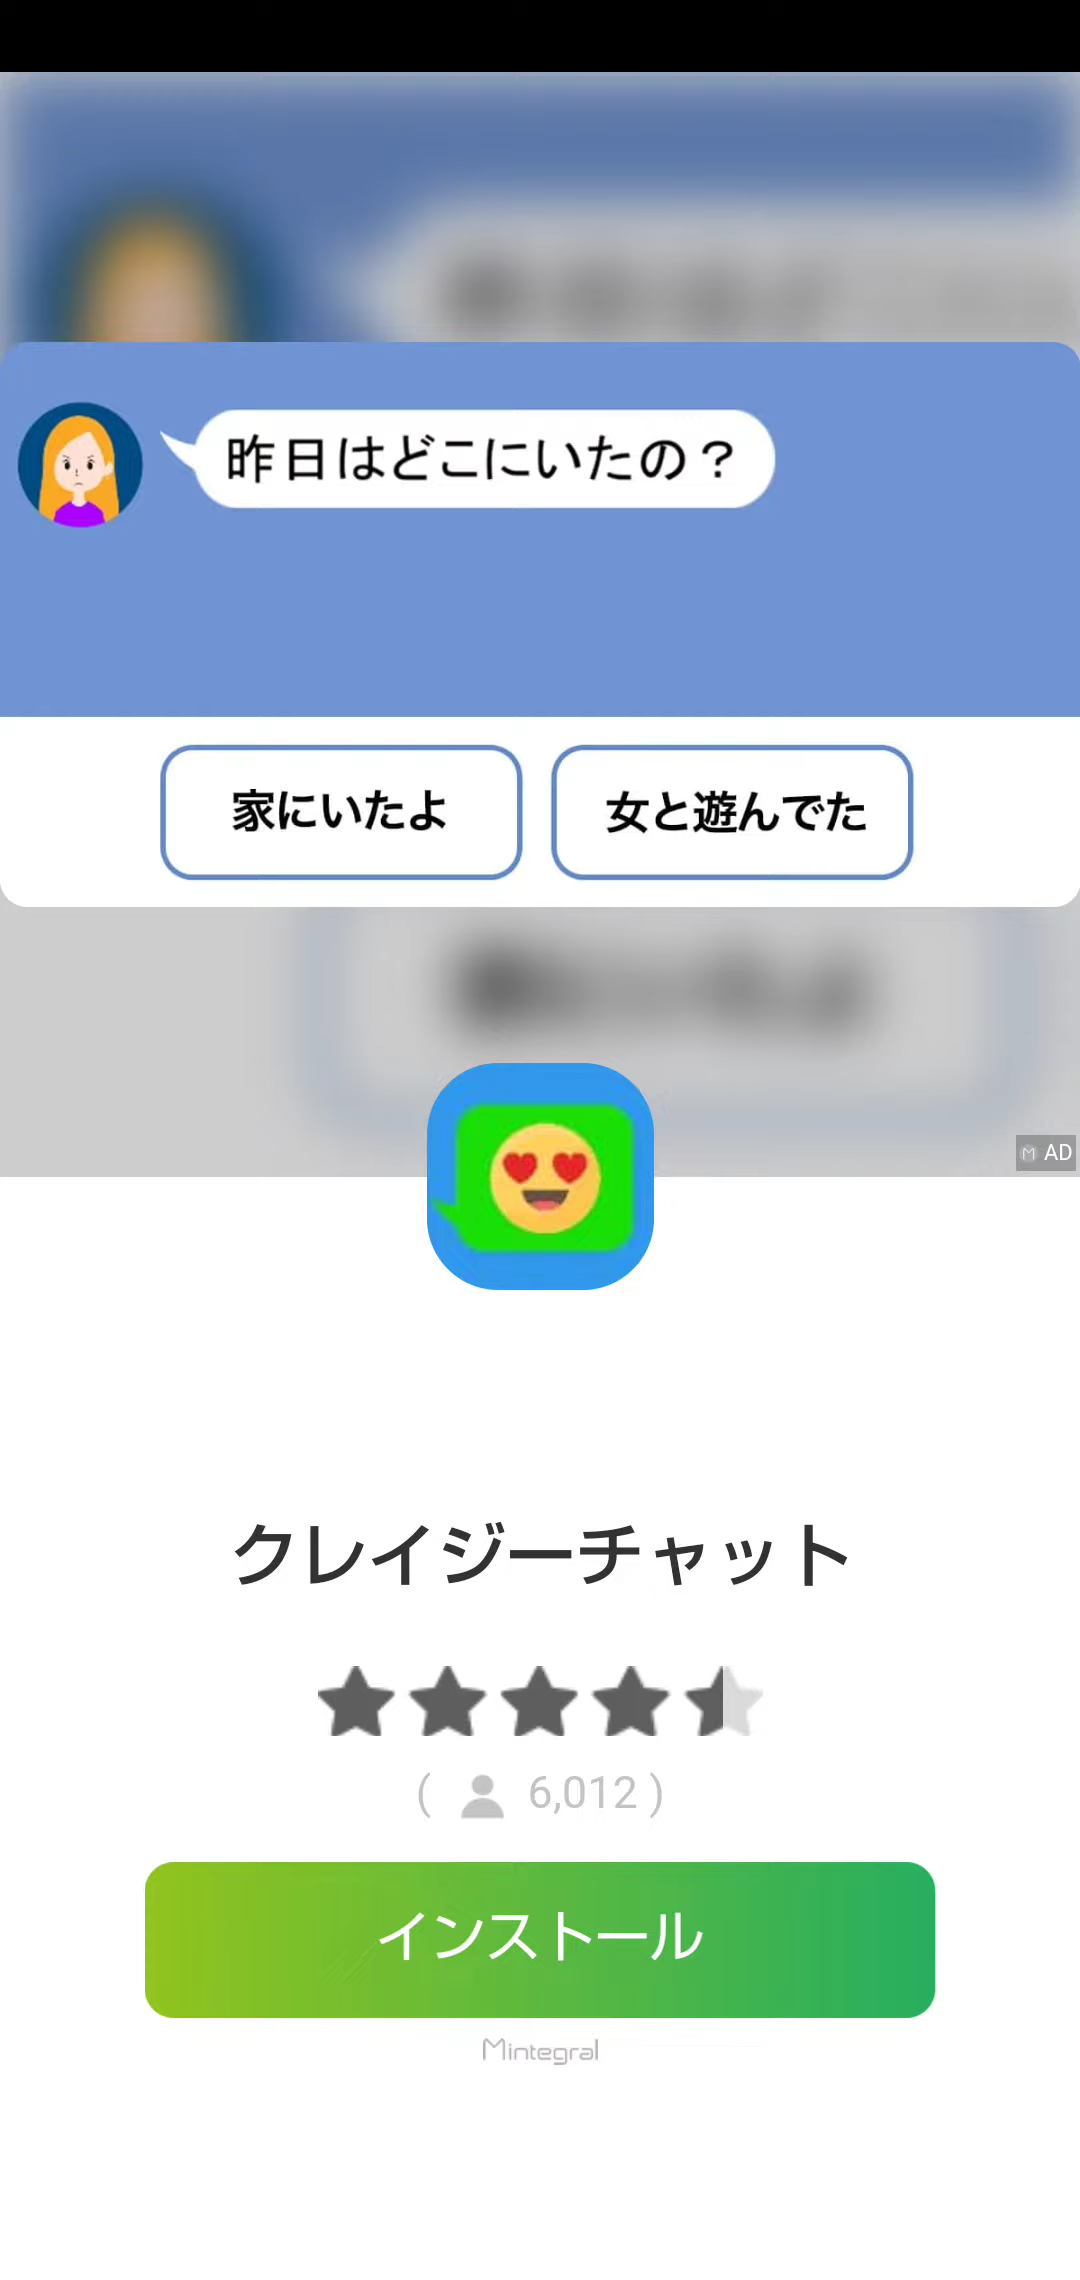 昨日はどこにいたの？
家にいたよ
女と遊んでた
AD
クレイジーチャット
( 6,012 )
インストール
Mintegral